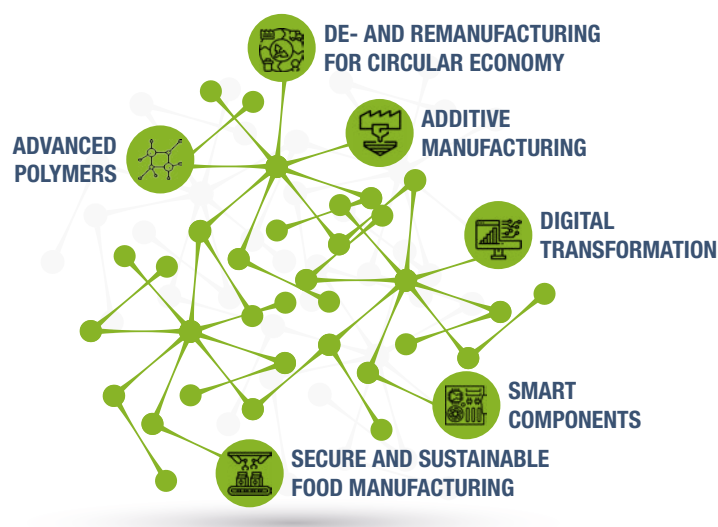 DE- AND REMANUFACTURING
FOR CIRCULAR ECONOMY
ADDITIVE
MANUFACTURING
ADVANCED
POLYMERS
DIGITAL
TRANSFORMATION
SMART
COMPONENTS
SECURE AND SUSTAINABLE
FOOD MANUFACTURING